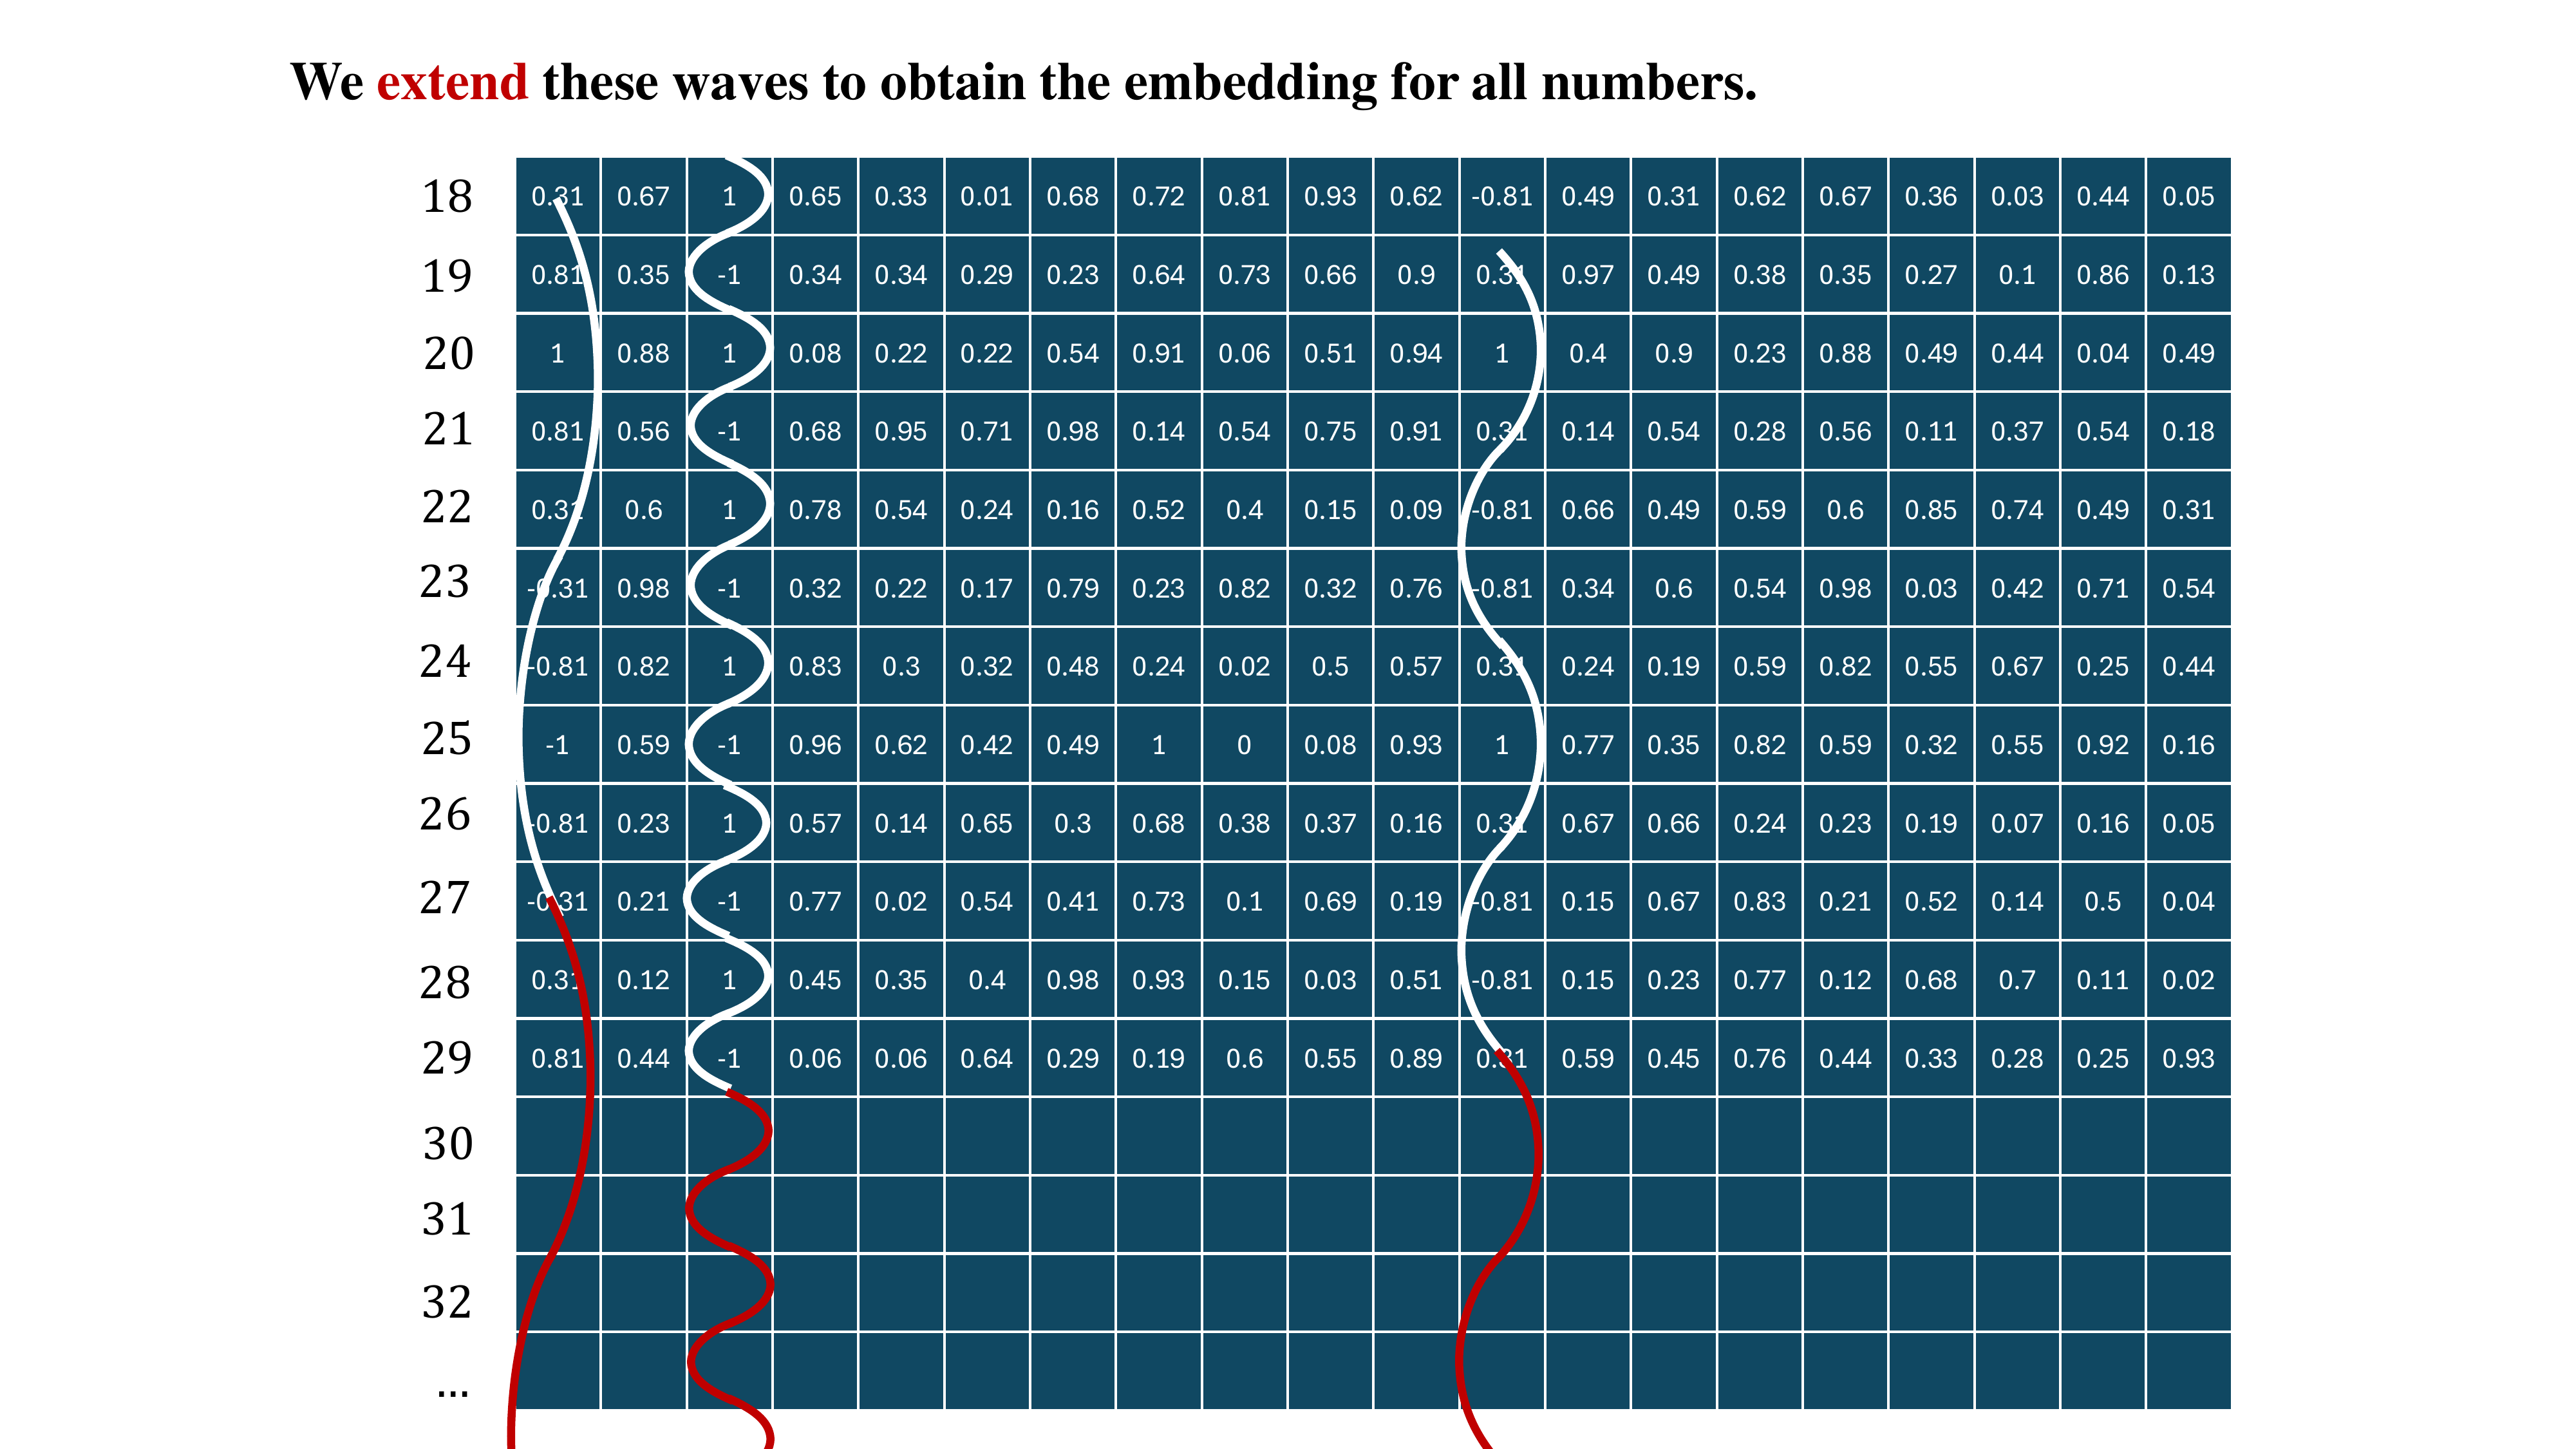 We extend these waves to obtain the embedding for all numbers.
18 0.31 0.67 1 0.65 0.33 0.01 0.68 0.72 0.81 0.93 0.62 -0.81 0.49 0.31 0.62 0.67 0.36 0.03 0.44 0.05
19 0.81 0.35 -1 0.34 0.34 0.29 0.23 0.64 0.73 0.66 0.9 0.31 0.97 0.49 0.38 0.35 0.27 0.1 0.86 0.13
20 1 0.88 1 0.08 0.22 0.22 0.54 0.91 0.06 0.51 0.94 1 0.4 0.9 0.23 0.88 0.49 0.44 0.04 0.49
21 0.81 0.56 -1 0.68 0.95 0.71 0.98 0.14 0.54 0.75 0.91 0.31 0.14 0.54 0.28 0.56 0.11 0.37 0.54 0.18
22 0.31 0.6 1 0.78 0.54 0.24 0.16 0.52 0.4 0.15 0.09 -0.81 0.66 0.49 0.59 0.6 0.85 0.74 0.49 0.31
23 -0.31 0.98 -1 0.32 0.22 0.17 0.79 0.23 0.82 0.32 0.76 -0.81 0.34 0.6 0.54 0.98 0.03 0.42 0.71 0.54
24 -0.81 0.82 1 0.83 0.3 0.32 0.48 0.24 0.02 0.5 0.57 0.31 0.24 0.19 0.59 0.82 0.55 0.67 0.25 0.44
25 -1 0.59 -1 0.96 0.62 0.42 0.49 1 0 0.08 0.93 1 0.77 0.35 0.82 0.59 0.32 0.55 0.92 0.16
26 -0.81 0.23 1 0.57 0.14 0.65 0.3 0.68 0.38 0.37 0.16 0.31 0.67 0.66 0.24 0.23 0.19 0.07 0.16 0.05
27 -0.31 0.21 -1 0.77 0.02 0.54 0.41 0.73 0.1 0.69 0.19 -0.81 0.15 0.67 0.83 0.21 0.52 0.14 0.5 0.04
28 0.31 0.12 1 0.45 0.35 0.4 0.98 0.93 0.15 0.03 0.51 -0.81 0.15 0.23 0.77 0.12 0.68 0.7 0.11 0.02
29 0.81 0.44 -1 0.06 0.06 0.64 0.29 0.19 0.6 0.55 0.89 0.31 0.59 0.45 0.76 0.44 0.33 0.28 0.25 0.93
30
31
32
...